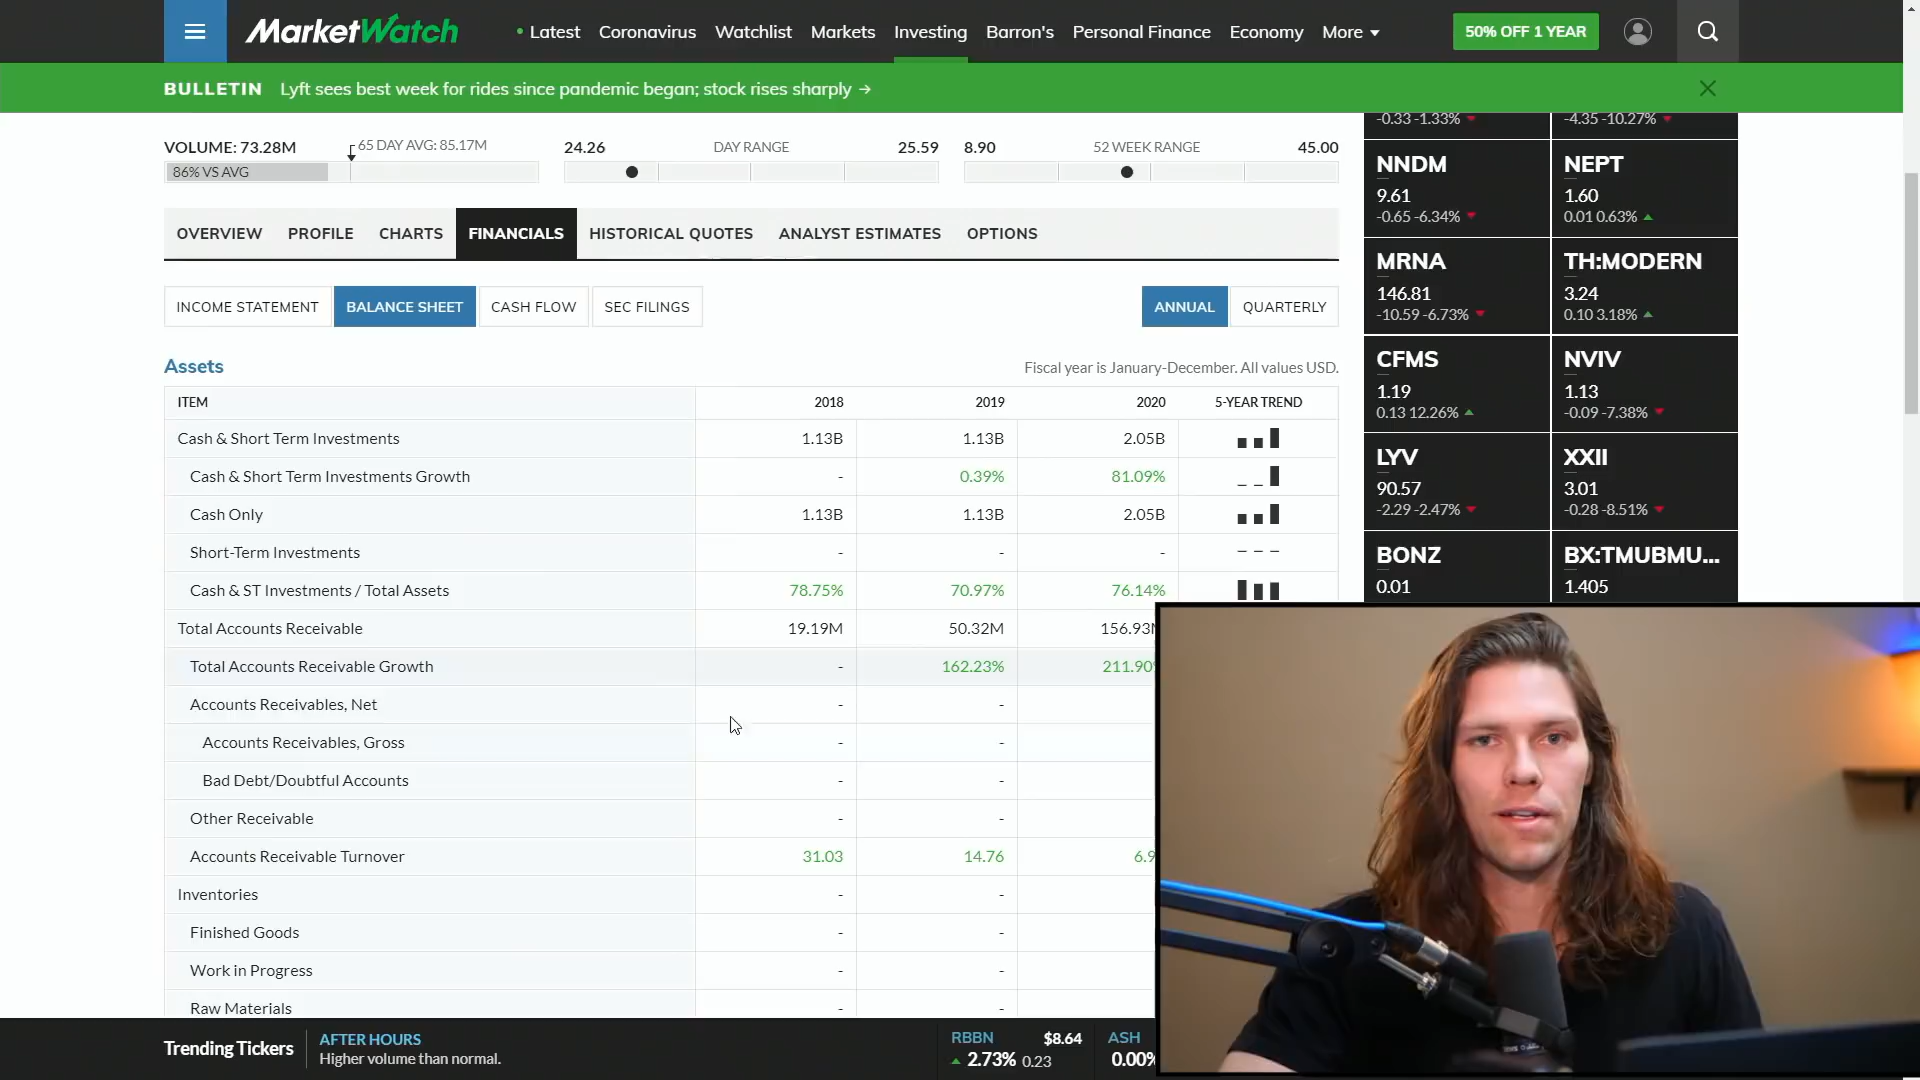 MarketWatch
Latest Coronavirus Watchlist Markets Investing Barron's Personal Finance Economy More
50% OFF 1 YEAR
BULLETIN Lyft sees best week for rides since pandemic began; stock rises sharply →
VOLUME: 73.28M 65 DAY AVG: 85.17M
86% VS AVG
24.26 DAY RANGE 25.59
8.90 52 WEEK RANGE 45.00
OVERVIEW PROFILE CHARTS FINANCIALS HISTORICAL QUOTES ANALYST ESTIMATES OPTIONS
INCOME STATEMENT BALANCE SHEET CASH FLOW SEC FILINGS ANNUAL QUARTERLY
Assets Fiscal year is January-December. All values USD.
ITEM 2018 2019 2020 5-YEAR TREND
Cash & Short Term Investments 1.13B 1.13B 2.05B
Cash & Short Term Investments Growth - 0.39% 81.09%
Cash Only 1.13B 1.13B 2.05B
Short-Term Investments - - -
Cash & ST Investments / Total Assets 78.75% 70.97% 76.14%
Total Accounts Receivable 19.19M 50.32M 156.93M
Total Accounts Receivable Growth - 162.23% 211.90%
Accounts Receivables, Net - -
Accounts Receivables, Gross - -
Bad Debt/Doubtful Accounts - -
Other Receivable - -
Accounts Receivable Turnover 31.03 14.76 6.9
Inventories - -
Finished Goods - -
Work in Progress - -
Raw Materials - -
-0.33 -1.33% -4.35 -10.27%
NNDM NEPT
9.61 1.60
-0.65 -6.34% 0.01 0.63%
MRNA TH:MODERN
146.81 3.24
-10.59 -6.73% 0.10 3.18%
CFMS NVIV
1.19 1.13
0.13 12.26% -0.09 -7.38%
LYV XXII
90.57 3.01
-2.29 -2.47% -0.28 -8.51%
BONZ BX:TMUBMU...
0.01 1.405
Trending Tickers
AFTER HOURS
Higher volume than normal.
RBBN $8.64
2.73% 0.23
ASH
0.00%